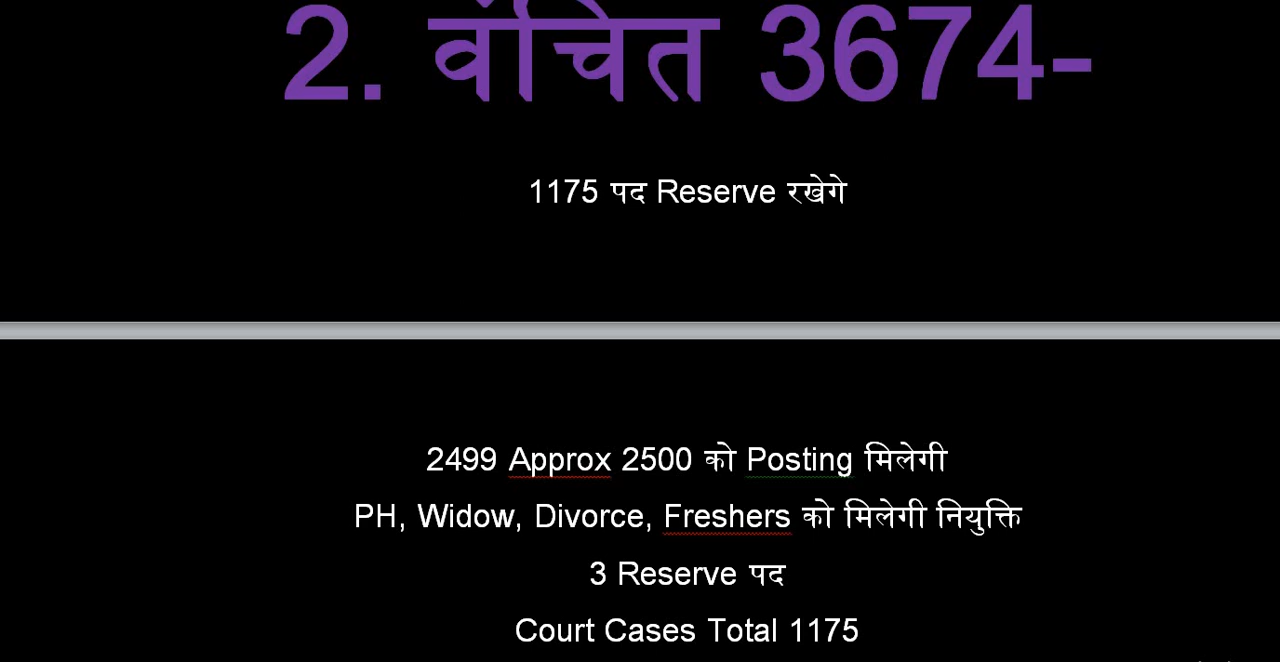 2. वंचित 3674-
1175 पद Reserve रखेगे
2499 Approx 2500 को Posting मिलेगी
PH, Widow, Divorce, Freshers को मिलेगी नियुक्ति
3 Reserve पद
Court Cases Total 1175